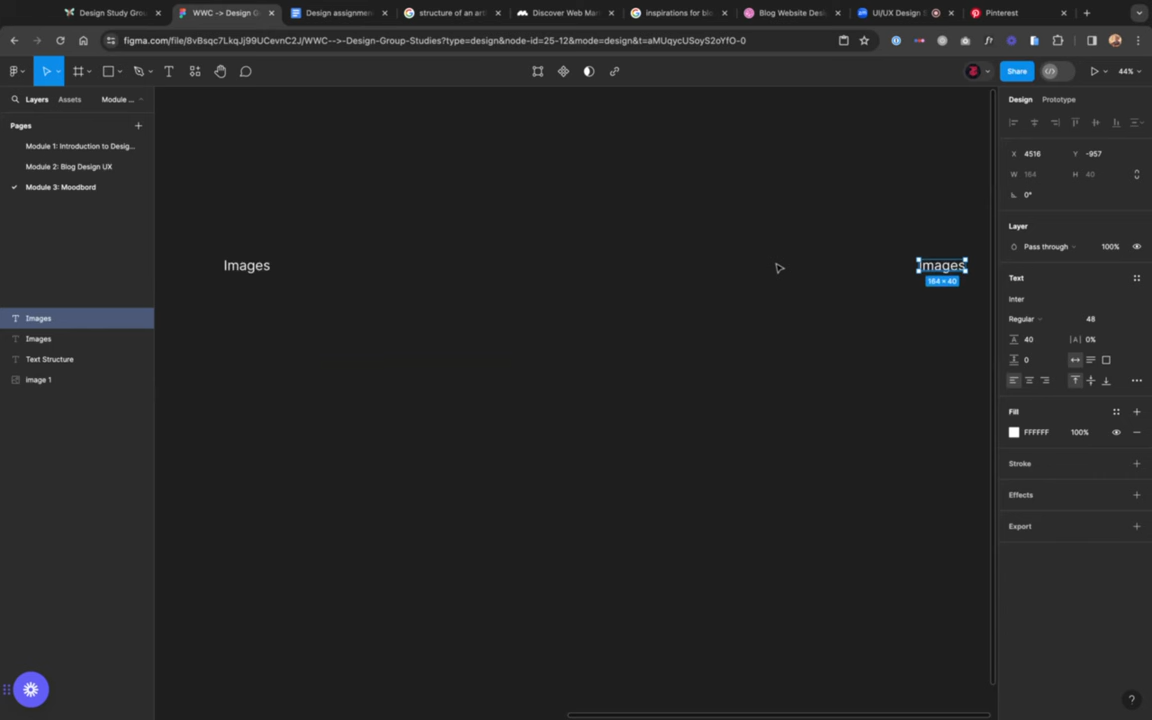 Design Study Gro
WWC -> Design G
Design assignm
structure of an art
Discover Web Ma
inspirations for blo
Blog Website Desi
UI/UX Design S
Pinterest
figma.com/file/8vBsqc7LkqJj99UCevnC2J/WWC-->-Design-Group-Studies?type=design&node-id=25-12&mode=design&t=aMUqycUSoyS2oYfO-0
Share
44%
Layers Assets Module ...
Design Prototype
Pages
Module 1: Introduction to Desig...
X 4516 Y -957
Module 2: Blog Design UX
W 164 H 40
Module 3: Moodbord
0°
Layer
Pass through 100%
Images
Images
164 × 40
Text
Inter
Images
Regular 48
Images
40 |A| 0%
Text Structure
0
image 1
Fill
FFFFFF 100%
Stroke
Effects
Export
?